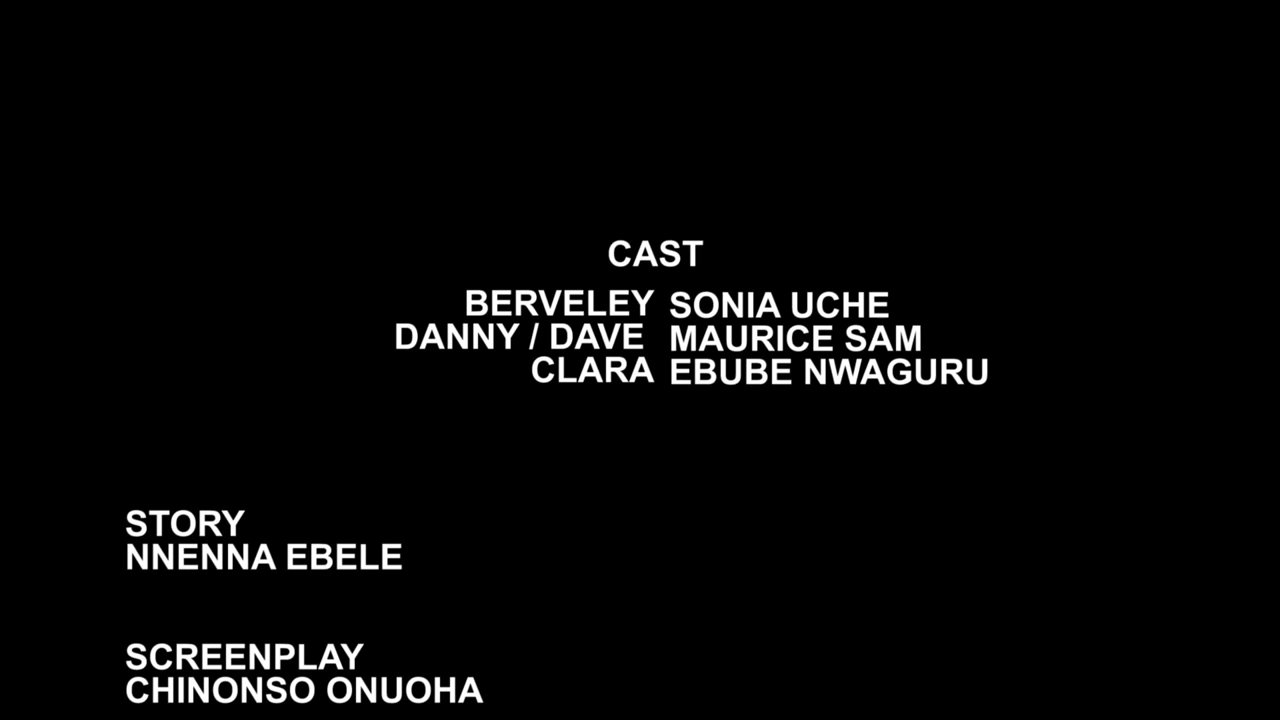 CAST
BERVELEY SONIA UCHE
DANNY / DAVE MAURICE SAM
CLARA EBUBE NWAGURU
STORY
NNENNA EBELE
SCREENPLAY
CHINONSO ONUOHA